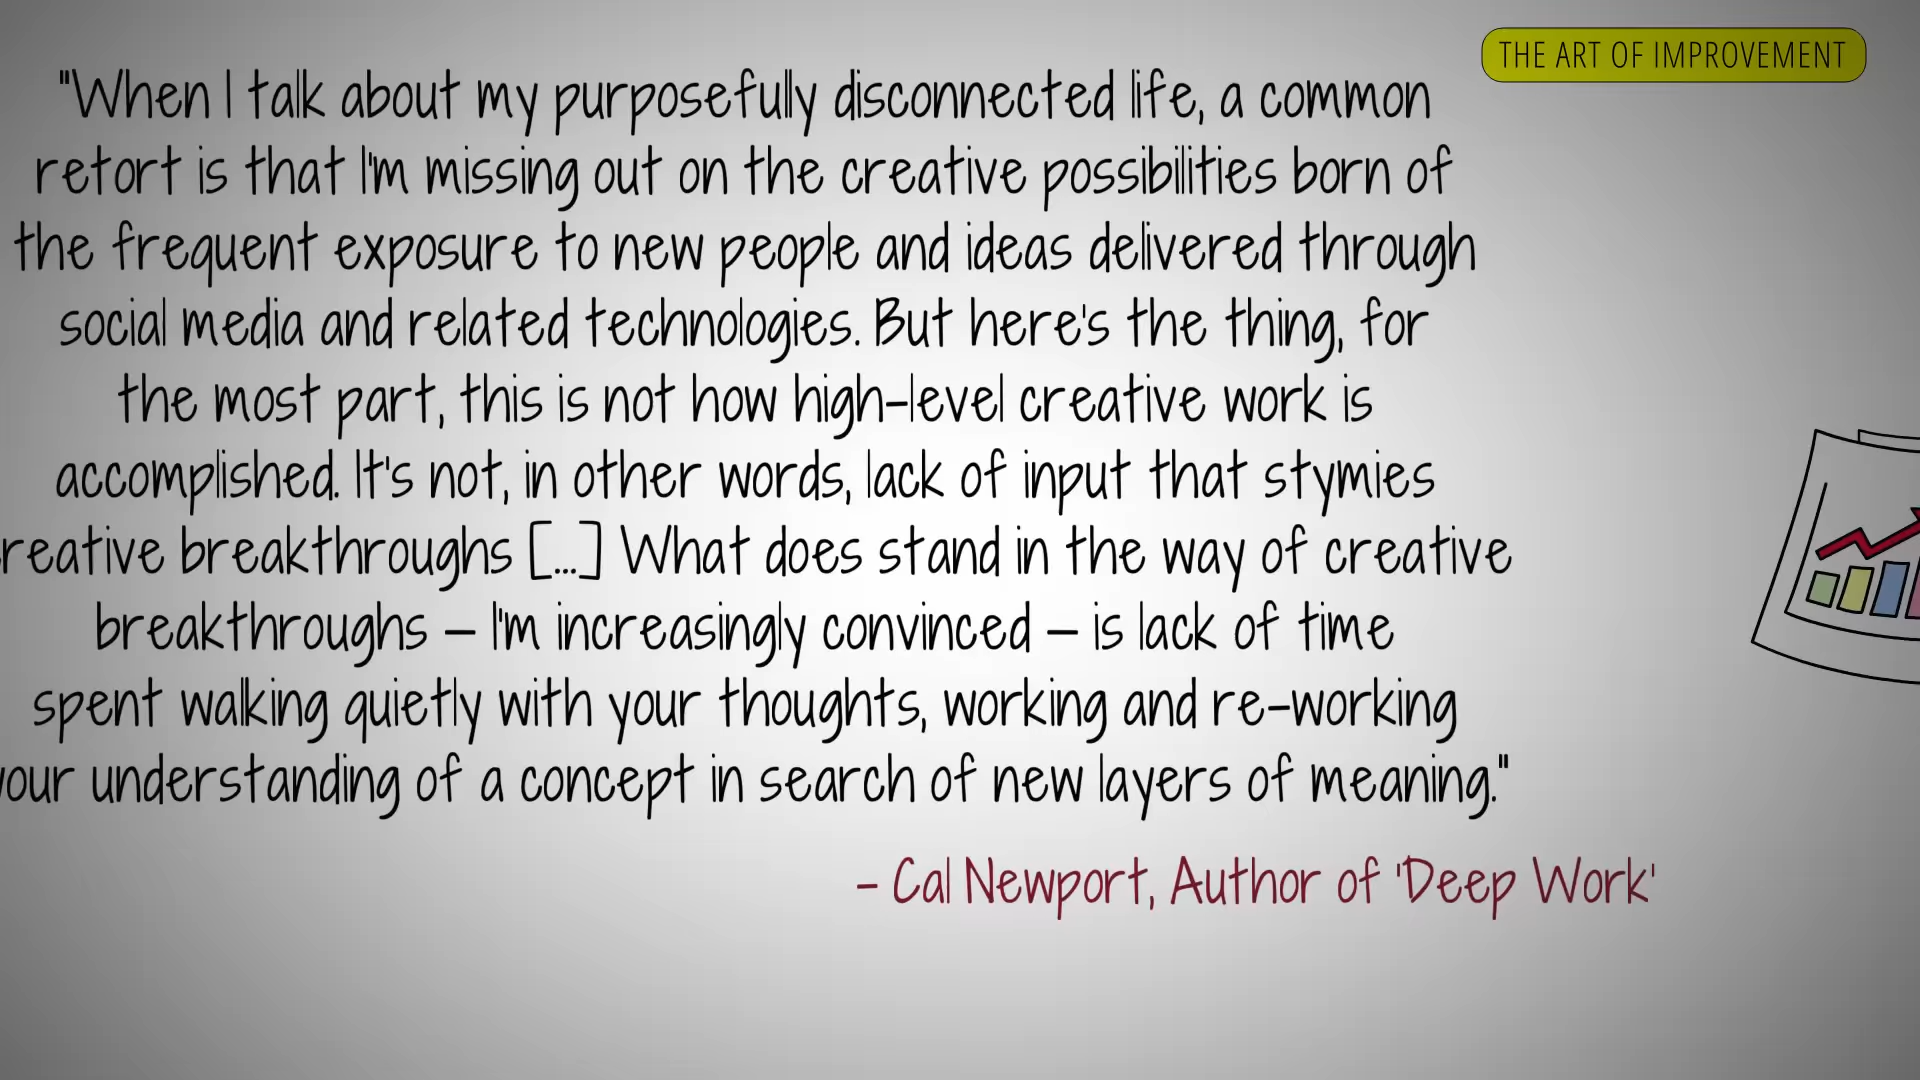 THE ART OF IMPROVEMENT
"When I talk about my purposefully disconnected life, a common
retort is that I'm missing out on the creative possibilities born of
the frequent exposure to new people and ideas delivered through
social media and related technologies. But here's the thing, for
the most part, this is not how high-level creative work is
accomplished. It's not, in other words, lack of input that stymies
reative breakthroughs [...] What does stand in the way of creative
breakthroughs – I'm increasingly convinced – is lack of time
spent walking quietly with your thoughts, working and re-working
your understanding of a concept in search of new layers of meaning."
- Cal Newport, Author of 'Deep Work'